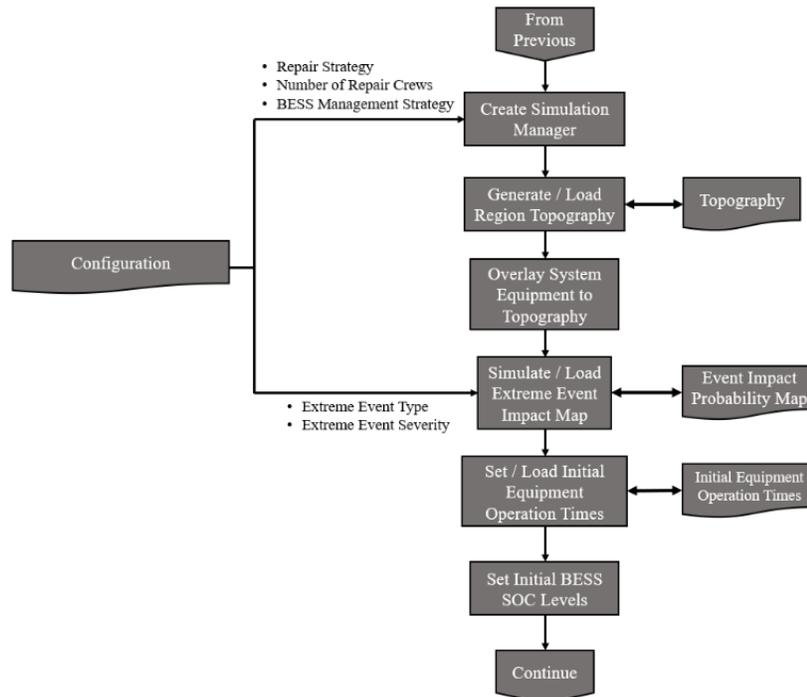 From
Previous
• Repair Strategy
• Number of Repair Crews
• BESS Management Strategy
Create Simulation
Manager
Generate / Load
Region Topography
Topography
Configuration
Overlay System
Equipment to
Topography
Simulate / Load
Extreme Event
Impact Map
Event Impact
Probability Map
• Extreme Event Type
• Extreme Event Severity
Set / Load Initial
Equipment
Operation Times
Initial Equipment
Operation Times
Set Initial BESS
SOC Levels
Continue